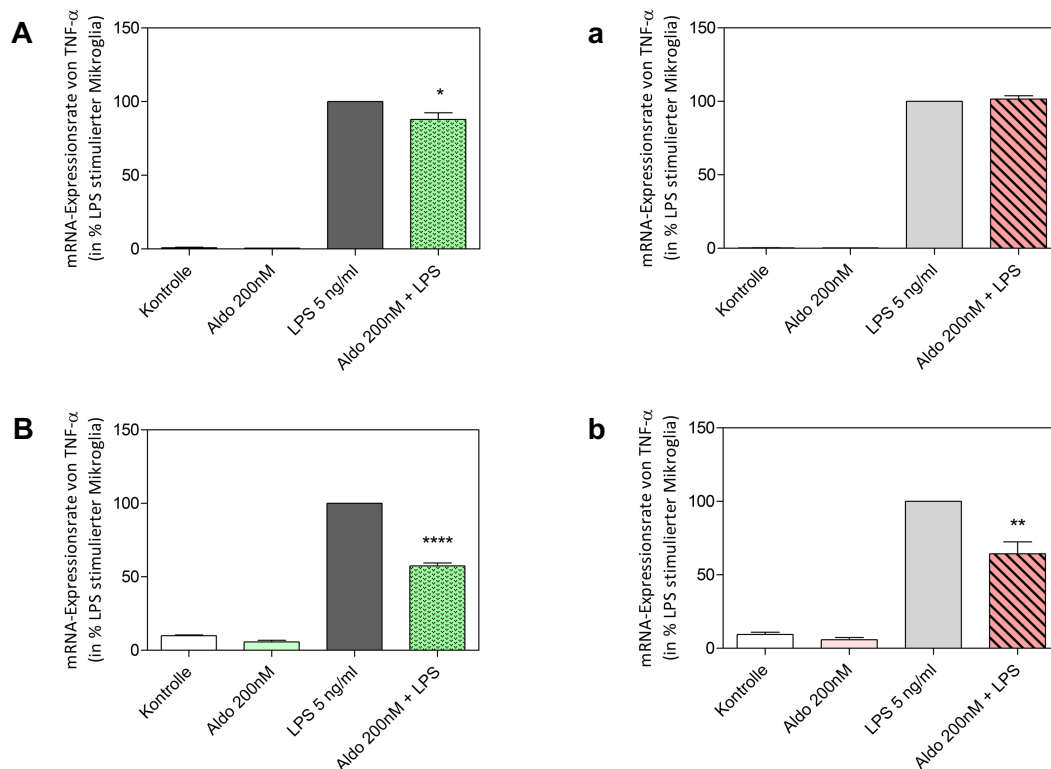 A
mRNA-Expressionsrate von TNF-α
(in % LPS stimulierter Mikroglia)
150
100
50
0
*
Kontrolle
Aldo 200nM
LPS 5 ng/ml
Aldo 200nM + LPS
a
mRNA-Expressionsrate von TNF-α
(in % LPS stimulierter Mikroglia)
150
100
50
0
Kontrolle
Aldo 200nM
LPS 5 ng/ml
Aldo 200nM + LPS
B
mRNA-Expressionsrate von TNF-α
(in % LPS stimulierter Mikroglia)
150
100
50
0
****
Kontrolle
Aldo 200nM
LPS 5 ng/ml
Aldo 200nM + LPS
b
mRNA-Expressionsrate von TNF-α
(in % LPS stimulierter Mikroglia)
150
100
50
0
**
Kontrolle
Aldo 200nM
LPS 5 ng/ml
Aldo 200nM + LPS